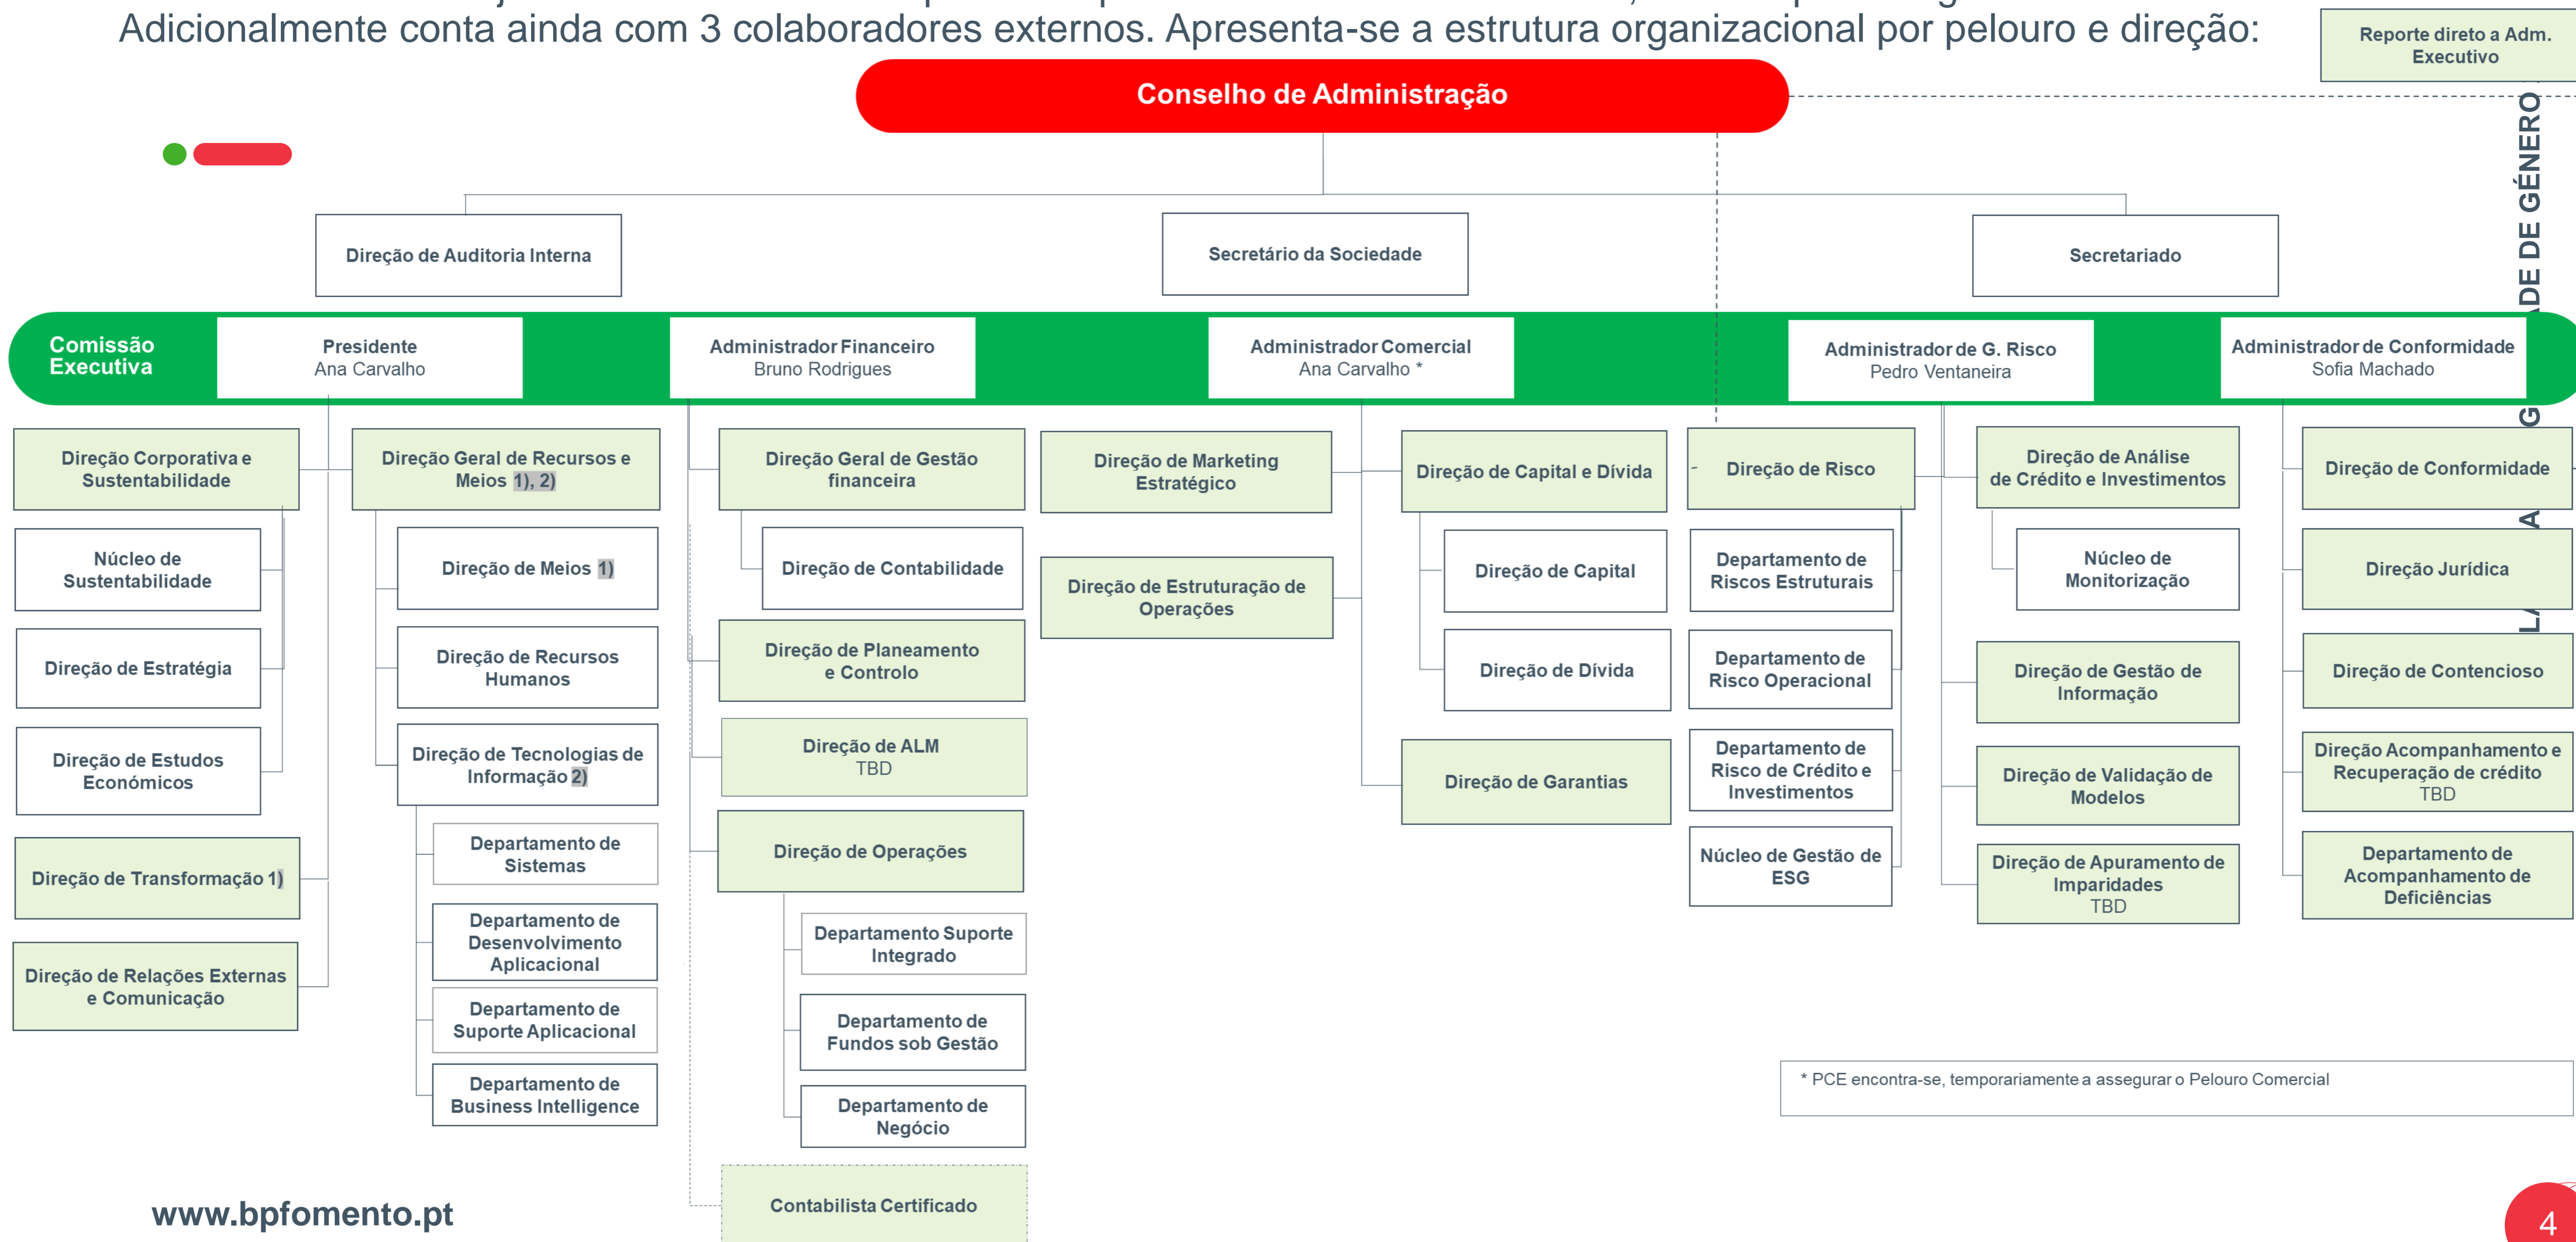 Adicionalmente conta ainda com 3 colaboradores externos. Apresenta-se a estrutura organizacional por pelouro e direção:
Reporte direto a Adm.
Executivo
Conselho de Administração
DE GÉNERO
Direção de Auditoria Interna
Secretário da Sociedade
Secretariado
Comissão
Executiva
Presidente
Ana Carvalho
Administrador Financeiro
Bruno Rodrigues
Administrador Comercial
Ana Carvalho *
Administrador de G. Risco
Pedro Ventaneira
Administrador de Conformidade
Sofia Machado
Direção Corporativa e
Sustentabilidade
Núcleo de
Sustentabilidade
Direção de Estratégia
Direção de Estudos
Económicos
Direção de Transformação 1)
Direção de Relações Externas
e Comunicação
Direção Geral de Recursos e
Meios 1), 2)
Direção de Meios 1)
Direção de Recursos
Humanos
Direção de Tecnologias de
Informação 2)
Departamento de
Sistemas
Departamento de
Desenvolvimento
Aplicacional
Departamento de
Suporte Aplicacional
Departamento de
Business Intelligence
Direção Geral de Gestão
financeira
Direção de Contabilidade
Direção de Planeamento
e Controlo
Direção de ALM
TBD
Direção de Operações
Departamento Suporte
Integrado
Departamento de
Fundos sob Gestão
Departamento de
Negócio
Contabilista Certificado
Direção de Marketing
Estratégico
Direção de Estruturação de
Operações
Direção de Capital e Dívida
Direção de Capital
Direção de Dívida
Direção de Garantias
Direção de Risco
Departamento de
Riscos Estruturais
Departamento de
Risco Operacional
Departamento de
Risco de Crédito e
Investimentos
Núcleo de Gestão de
ESG
Direção de Análise
de Crédito e Investimentos
Núcleo de
Monitorização
Direção de Gestão de
Informação
Direção de Validação de
Modelos
Direção de Apuramento de
Imparidades
TBD
Direção de Conformidade
Direção Jurídica
Direção de Contencioso
Direção Acompanhamento e
Recuperação de crédito
TBD
Departamento de
Acompanhamento de
Deficiências
* PCE encontra-se, temporariamente a assegurar o Pelouro Comercial
www.bpfomento.pt
4